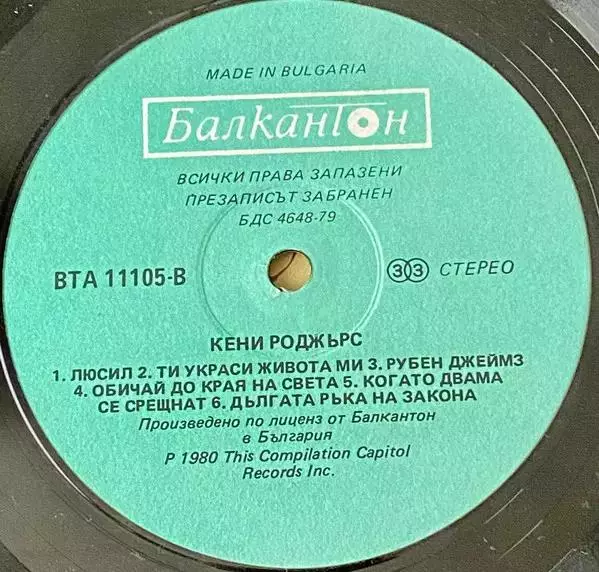 MADE IN BULGARIA
Балкантон
ВСИЧКИ ПРАВА ЗАПАЗЕНИ
ПРЕЗАПИСЪТ ЗАБРАНЕН
БДС 4648-79
ВТА 11105-В
33 СТЕРЕО
КЕНИ РОДЖЪРС
1. ЛЮСИЛ 2. ТИ УКРАСИ ЖИВОТА МИ 3. РУБЕН ДЖЕЙМЗ
4. ОБИЧАЙ ДО КРАЯ НА СВЕТА 5. КОГАТО ДВАМА
СЕ СРЕЩНАТ 6. ДЪЛГАТА РЪКА НА ЗАКОНА
Произведено по лиценз от Балкантон
в България
P 1980 This Compilation Capitol
Records Inc.